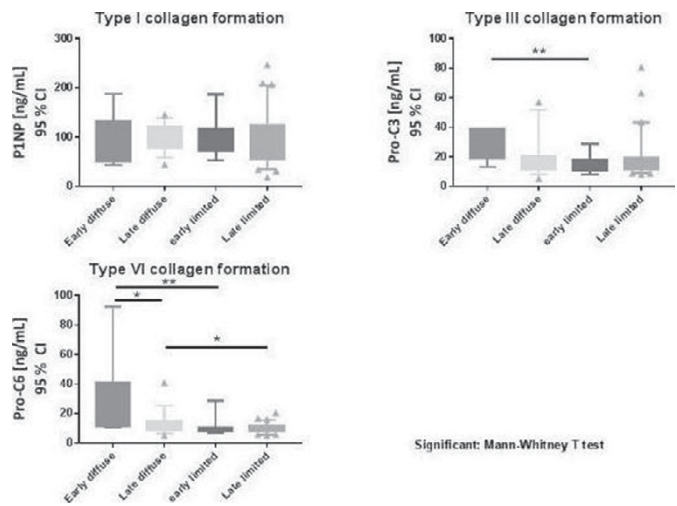 Type I collagen formation
P1NP [ng/mL]
95 % CI
300
200
100
0
Early diffuse
Late diffuse
early limited
Late limited
Type III collagen formation
Pro-C3 [ng/mL]
95 % CI
100
80
60
40
20
0
**
Early diffuse
Late diffuse
early limited
Late limited
Type VI collagen formation
Pro-C6 [ng/mL]
95 % CI
100
80
60
40
20
0
**
*
*
Early diffuse
Late diffuse
early limited
Late limited
Significant: Mann-Whitney T test